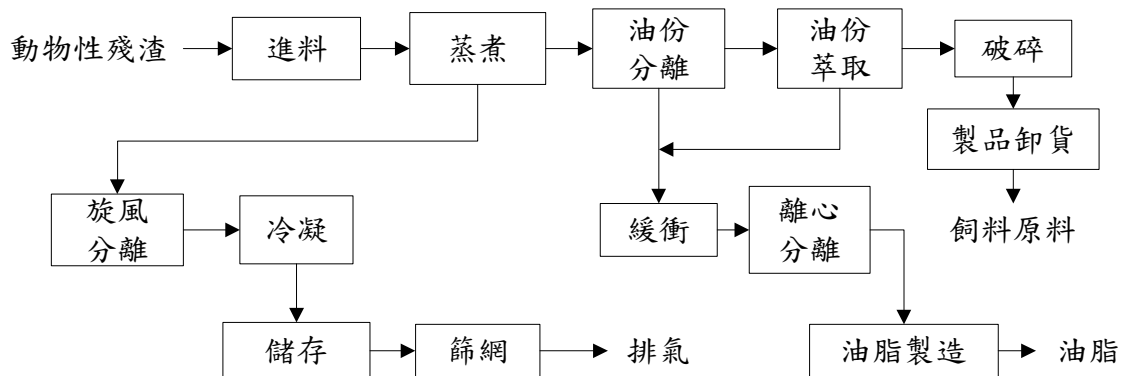 動物性殘渣
進料
蒸煮
油份
分離
油份
萃取
破碎
製品卸貨
飼料原料
旋風
分離
冷凝
緩衝
離心
分離
儲存
篩網
排氣
油脂製造
油脂